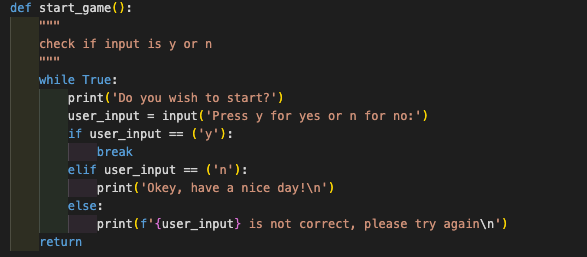 def start_game():
    """
    check if input is y or n
    """
    while True:
        print('Do you wish to start?')
        user_input = input('Press y for yes or n for no:')
        if user_input == ('y'):
            break
        elif user_input == ('n'):
            print('Okey, have a nice day!\n')
        else:
            print(f'{user_input} is not correct, please try again\n')
    return